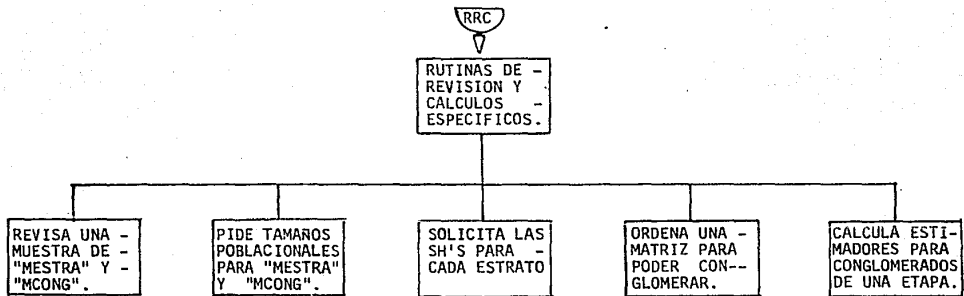 RRC
RUTINAS DE -
REVISION Y
CALCULOS -
ESPECIFICOS.
REVISA UNA -
MUESTRA DE -
"MESTRA" Y -
"MCONG".
PIDE TAMAÑOS
POBLACIONALES
PARA "MESTRA"
Y "MCONG".
SOLICITA LAS
SH'S PARA -
CADA ESTRATO
ORDENA UNA -
MATRIZ PARA
PODER CON--
GLOMERAR.
CALCULA ESTI-
MADORES PARA
CONGLOMERADOS
DE UNA ETAPA.